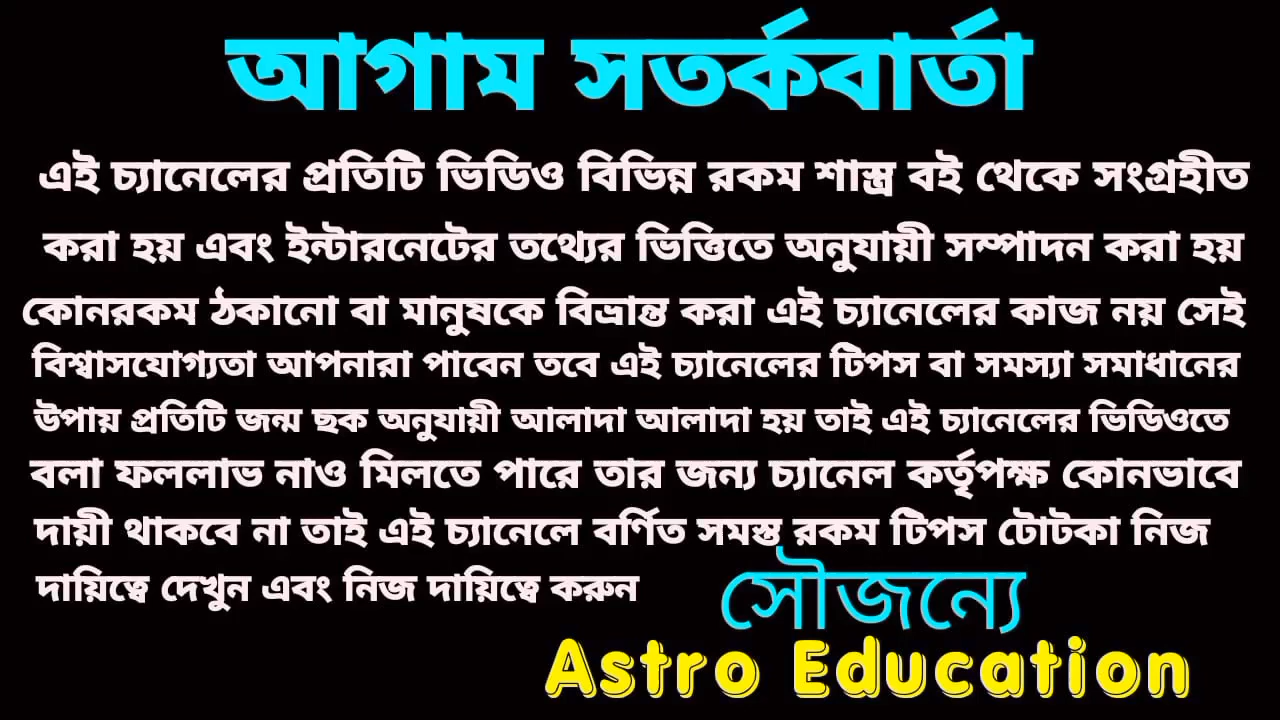 আগাম সতর্কবার্তা
এই চ্যানেলের প্রতিটি ভিডিও বিভিন্ন রকম শাস্ত্র বই থেকে সংগ্রহীত
করা হয় এবং ইন্টারনেটের তথ্যের ভিত্তিতে অনুযায়ী সম্পাদন করা হয়
কোনরকম ঠকানো বা মানুষকে বিভ্রান্ত করা এই চ্যানেলের কাজ নয় সেই
বিশ্বাসযোগ্যতা আপনারা পাবেন তবে এই চ্যানেলের টিপস বা সমস্যা সমাধানের
উপায় প্রতিটি জন্ম ছক অনুযায়ী আলাদা আলাদা হয় তাই এই চ্যানেলের ভিডিওতে
বলা ফললাভ নাও মিলতে পারে তার জন্য চ্যানেল কর্তৃপক্ষ কোনভাবে
দায়ী থাকবে না তাই এই চ্যানেলে বর্ণিত সমস্ত রকম টিপস টোটকা নিজ
দায়িত্বে দেখুন এবং নিজ দায়িত্বে করুন
সৌজন্যে
Astro Education